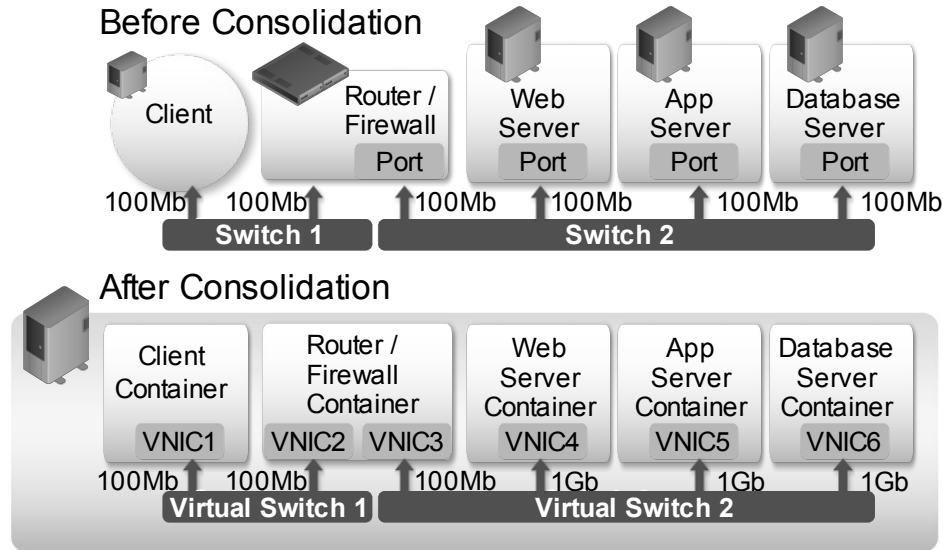 Before Consolidation
Client
Router /
Firewall
Port
Web
Server
Port
App
Server
Port
Database
Server
Port
100Mb
100Mb
100Mb
100Mb
100Mb
100Mb
Switch 1
Switch 2
After Consolidation
Client
Container
VNIC1
Router /
Firewall
Container
VNIC2
VNIC3
Web
Server
Container
VNIC4
App
Server
Container
VNIC5
Database
Server
Container
VNIC6
100Mb
100Mb
100Mb
1Gb
1Gb
1Gb
Virtual Switch 1
Virtual Switch 2